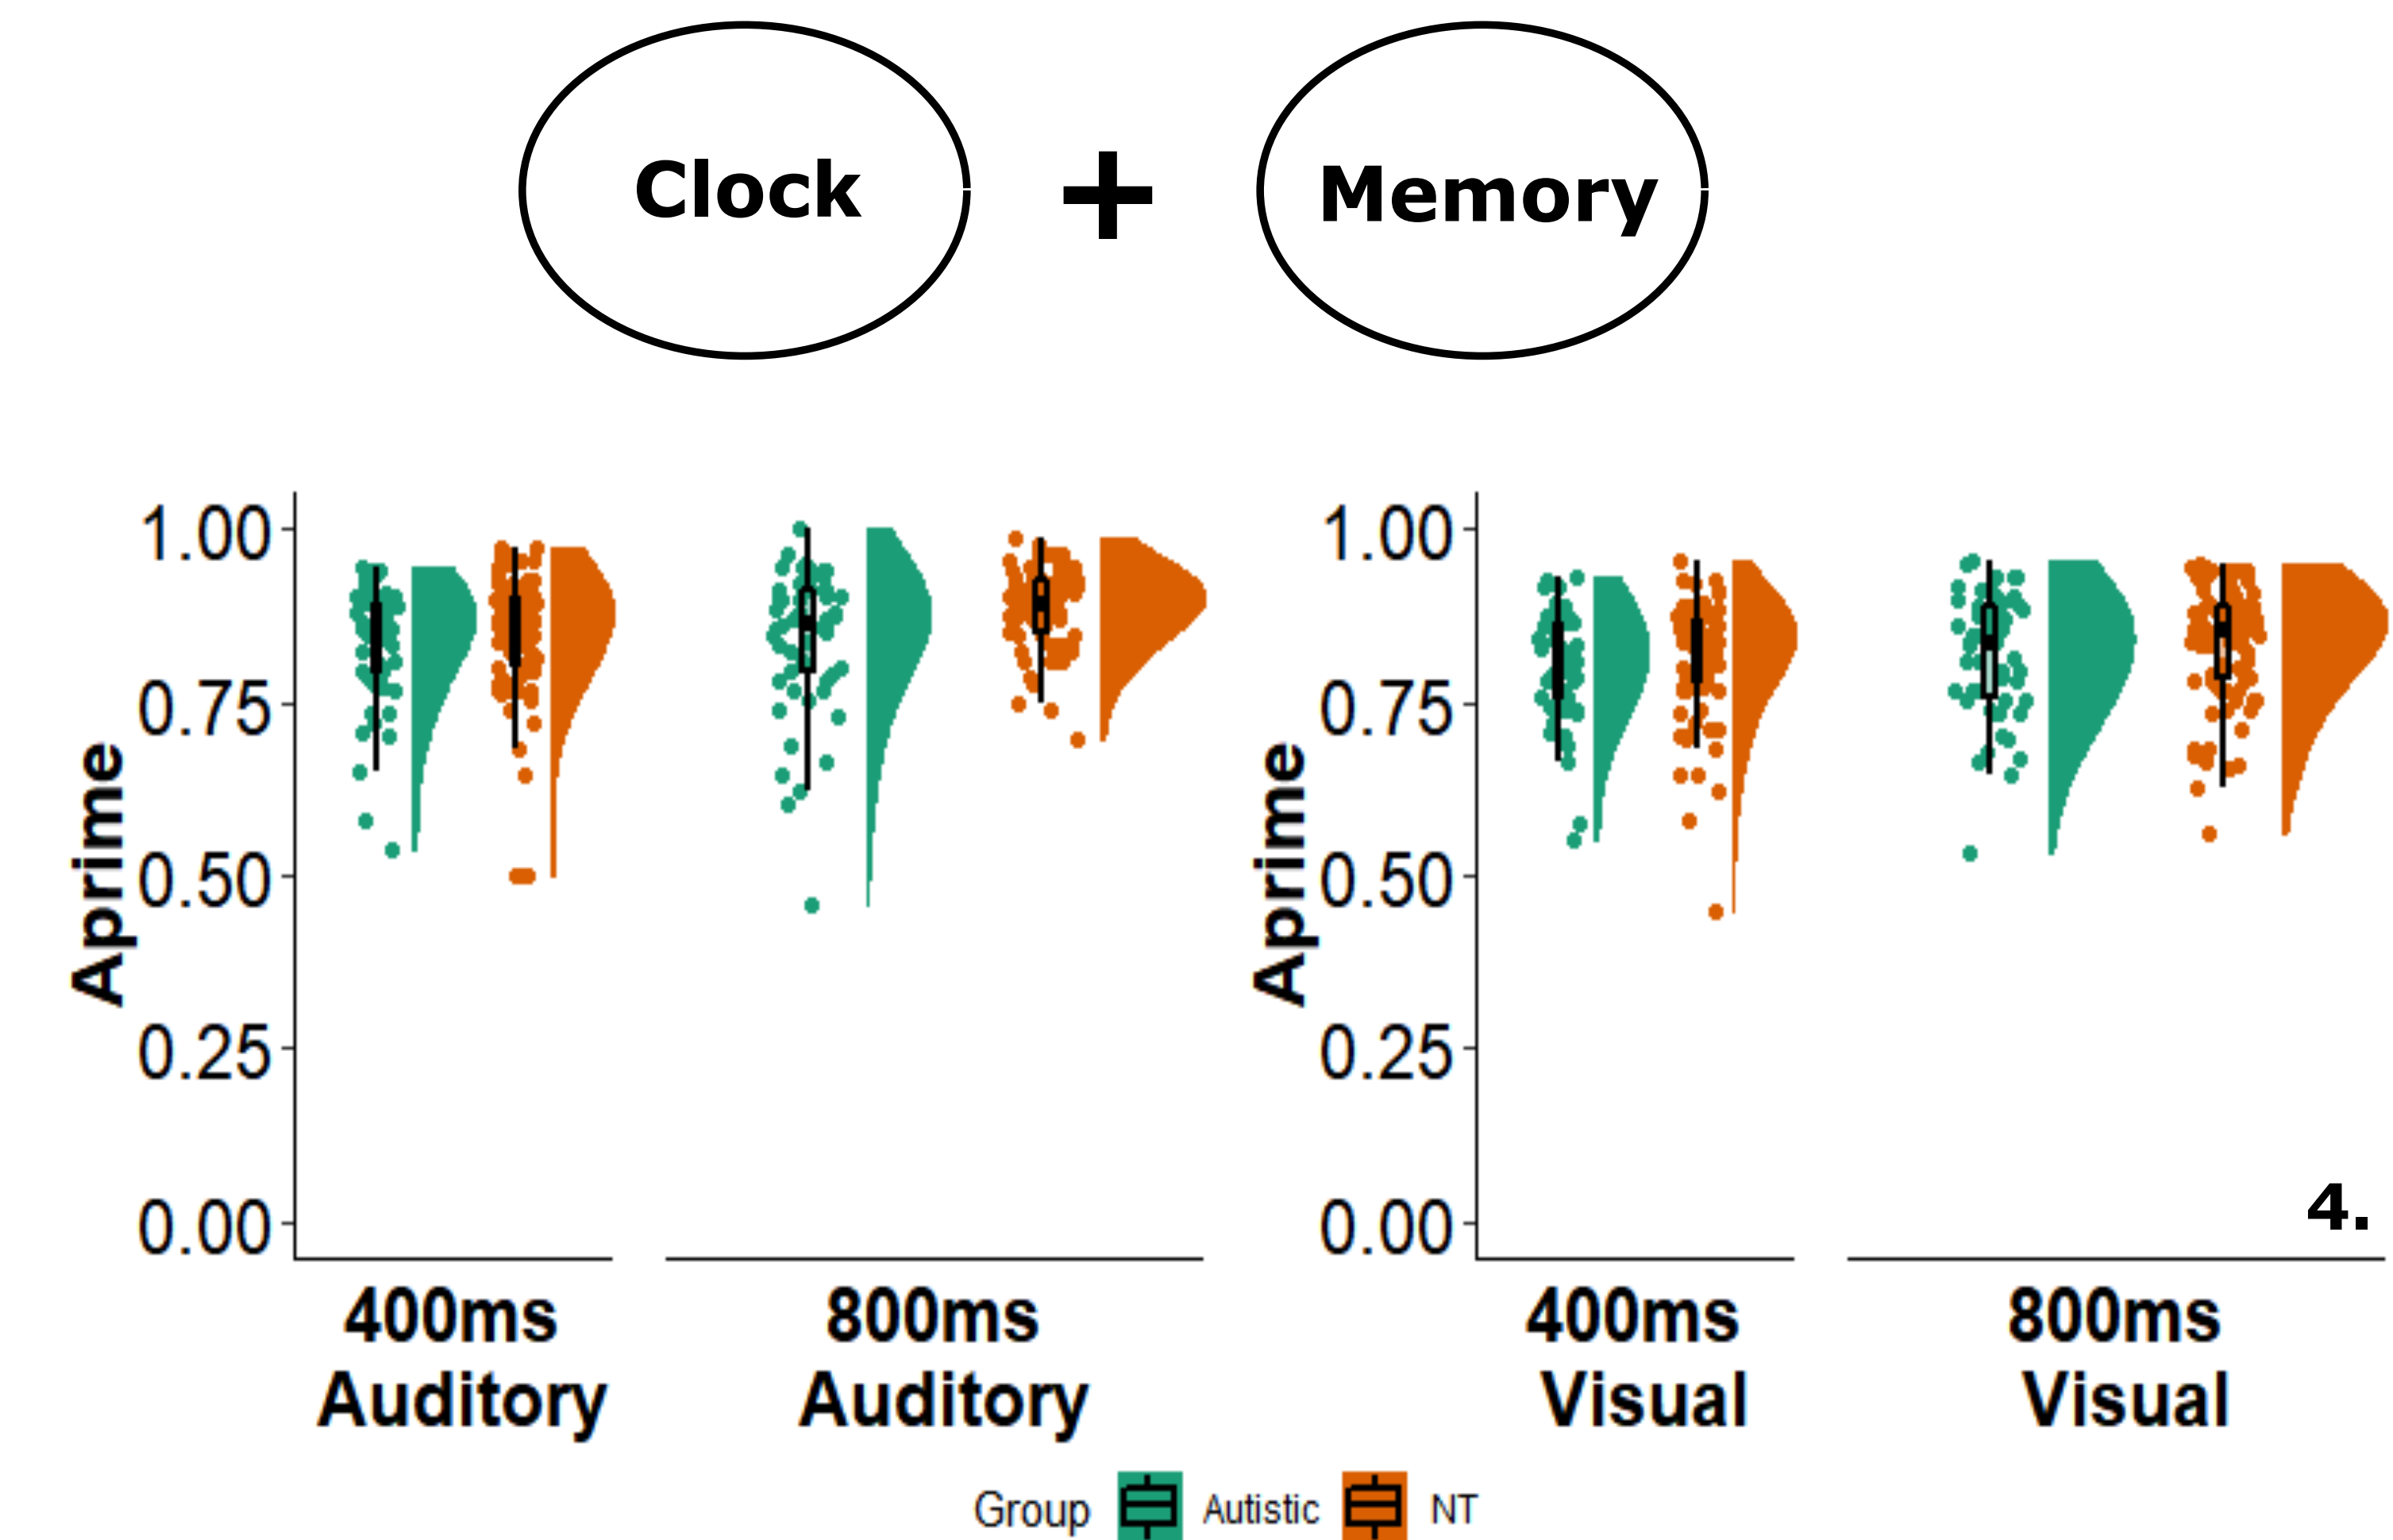 Clock + Memory
Aprime
1.00
0.75
0.50
0.25
0.00
400ms
Auditory
800ms
Auditory
Aprime
1.00
0.75
0.50
0.25
0.00
400ms
Visual
800ms
Visual
4.
Group Autistic NT